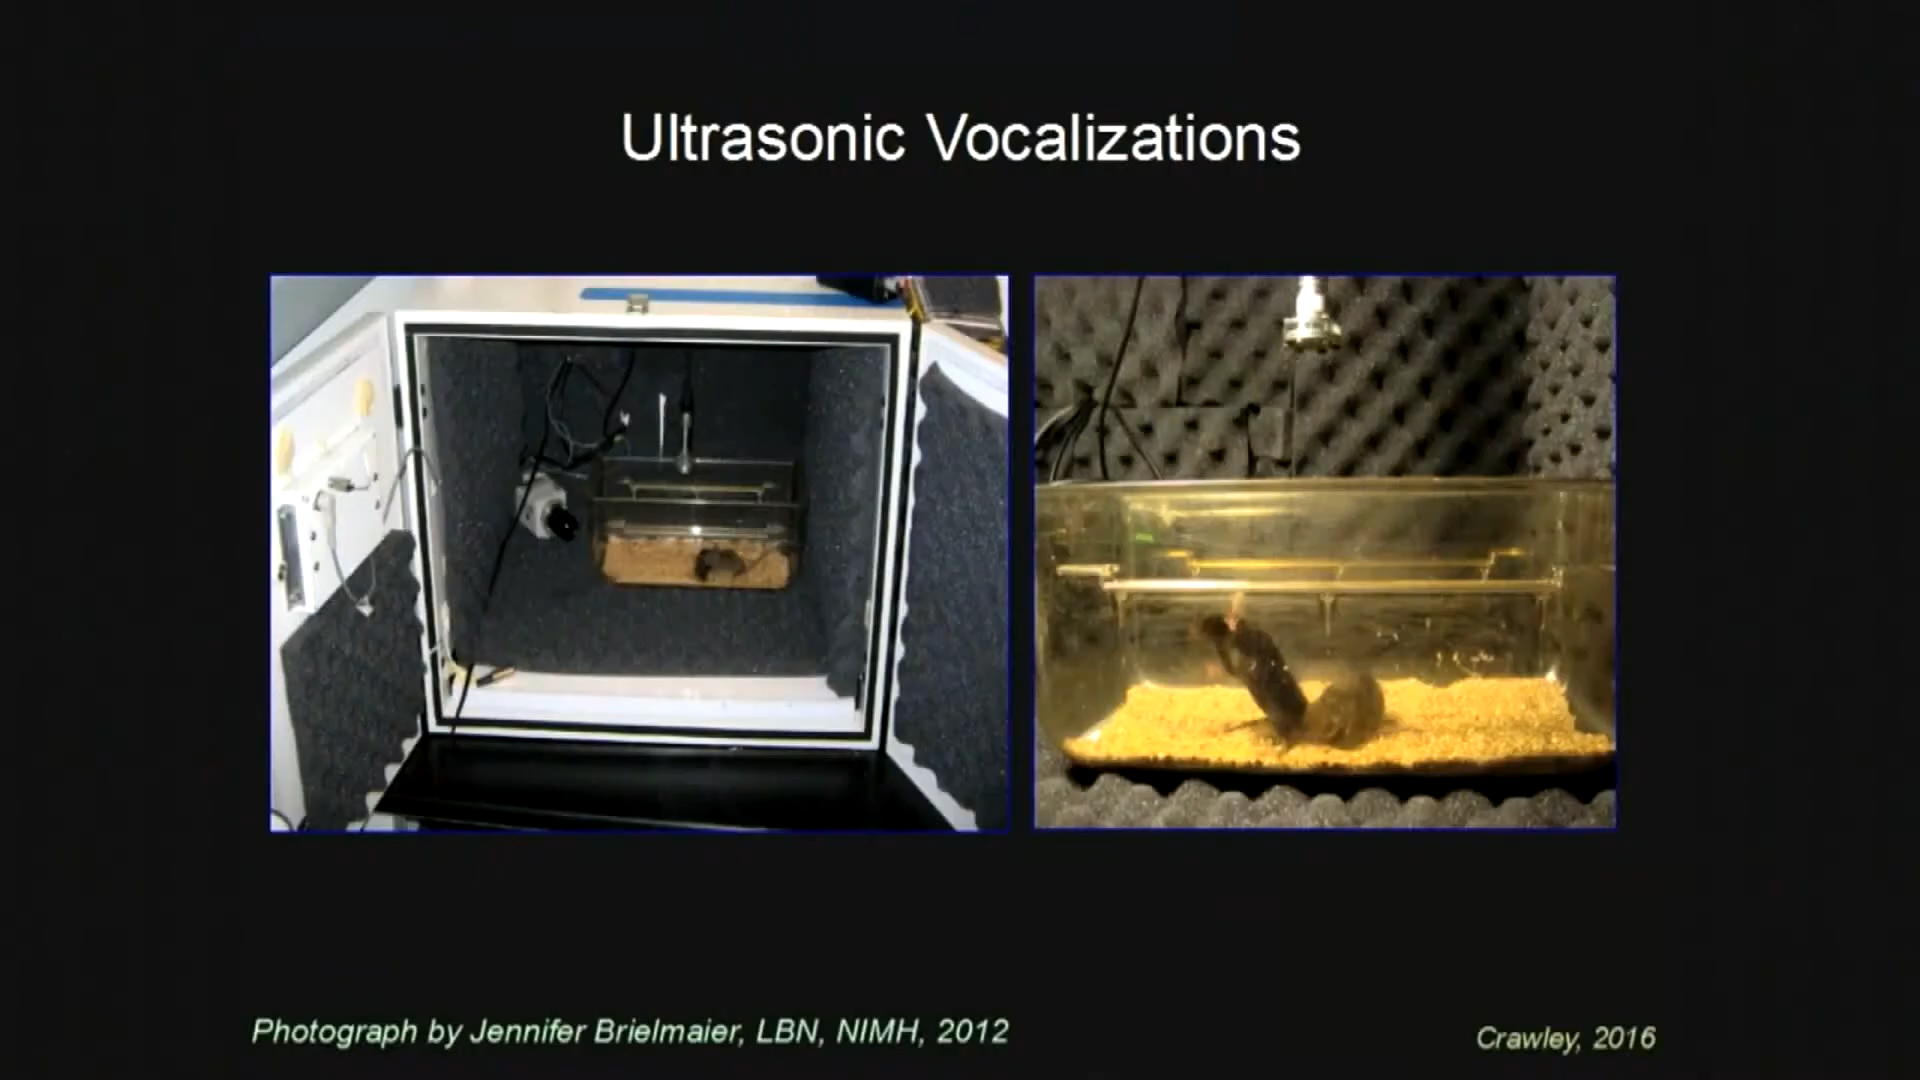 Ultrasonic Vocalizations
Photograph by Jennifer Brielmaier, LBN, NIMH, 2012
Crawley, 2016